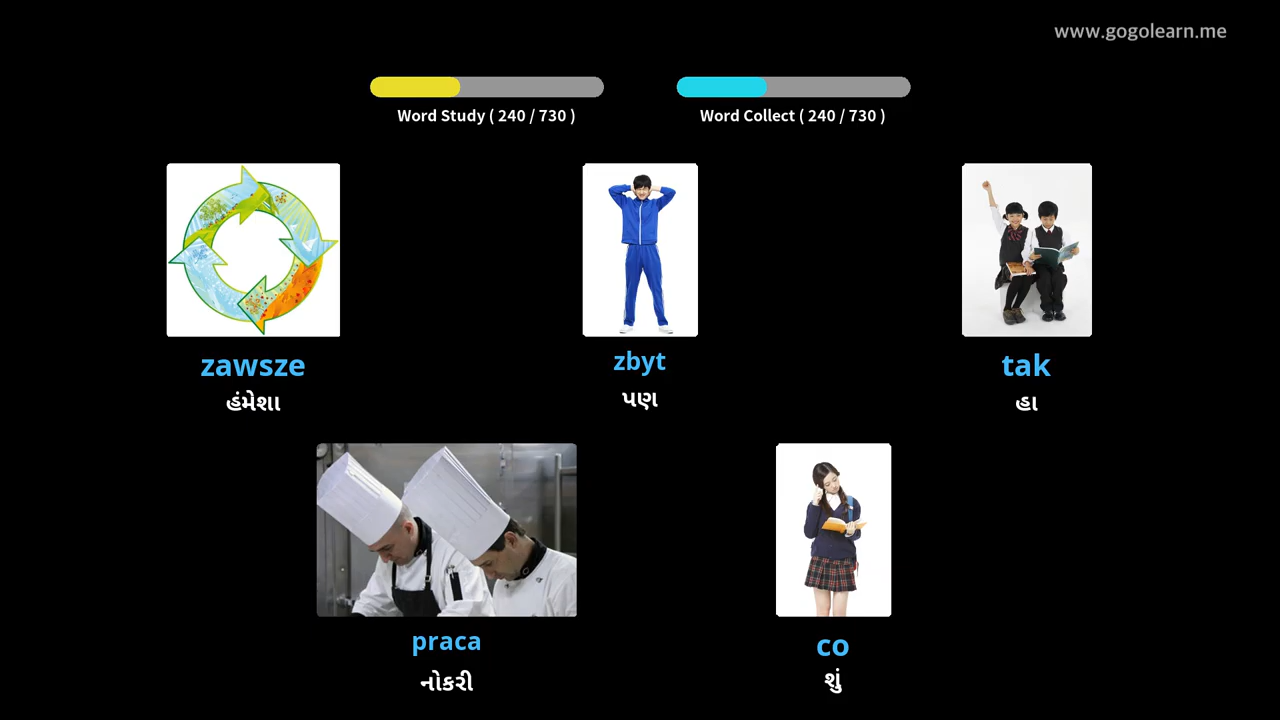 www.gogolearn.me
Word Study ( 240 / 730 )
Word Collect ( 240 / 730 )
zawsze
હંમેશા
zbyt
પણ
tak
હા
praca
નોકરી
co
શું